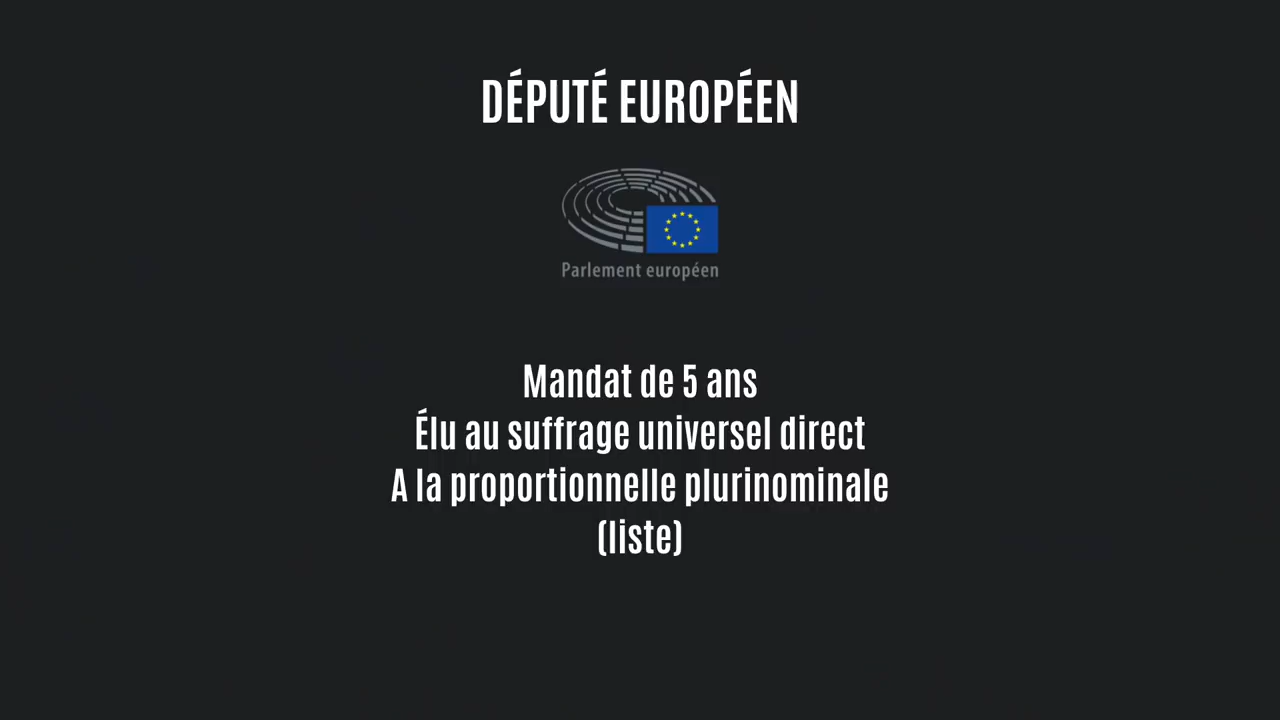 DÉPUTÉ EUROPÉEN
Parlement européen
Mandat de 5 ans
Élu au suffrage universel direct
A la proportionnelle plurinominale
(liste)